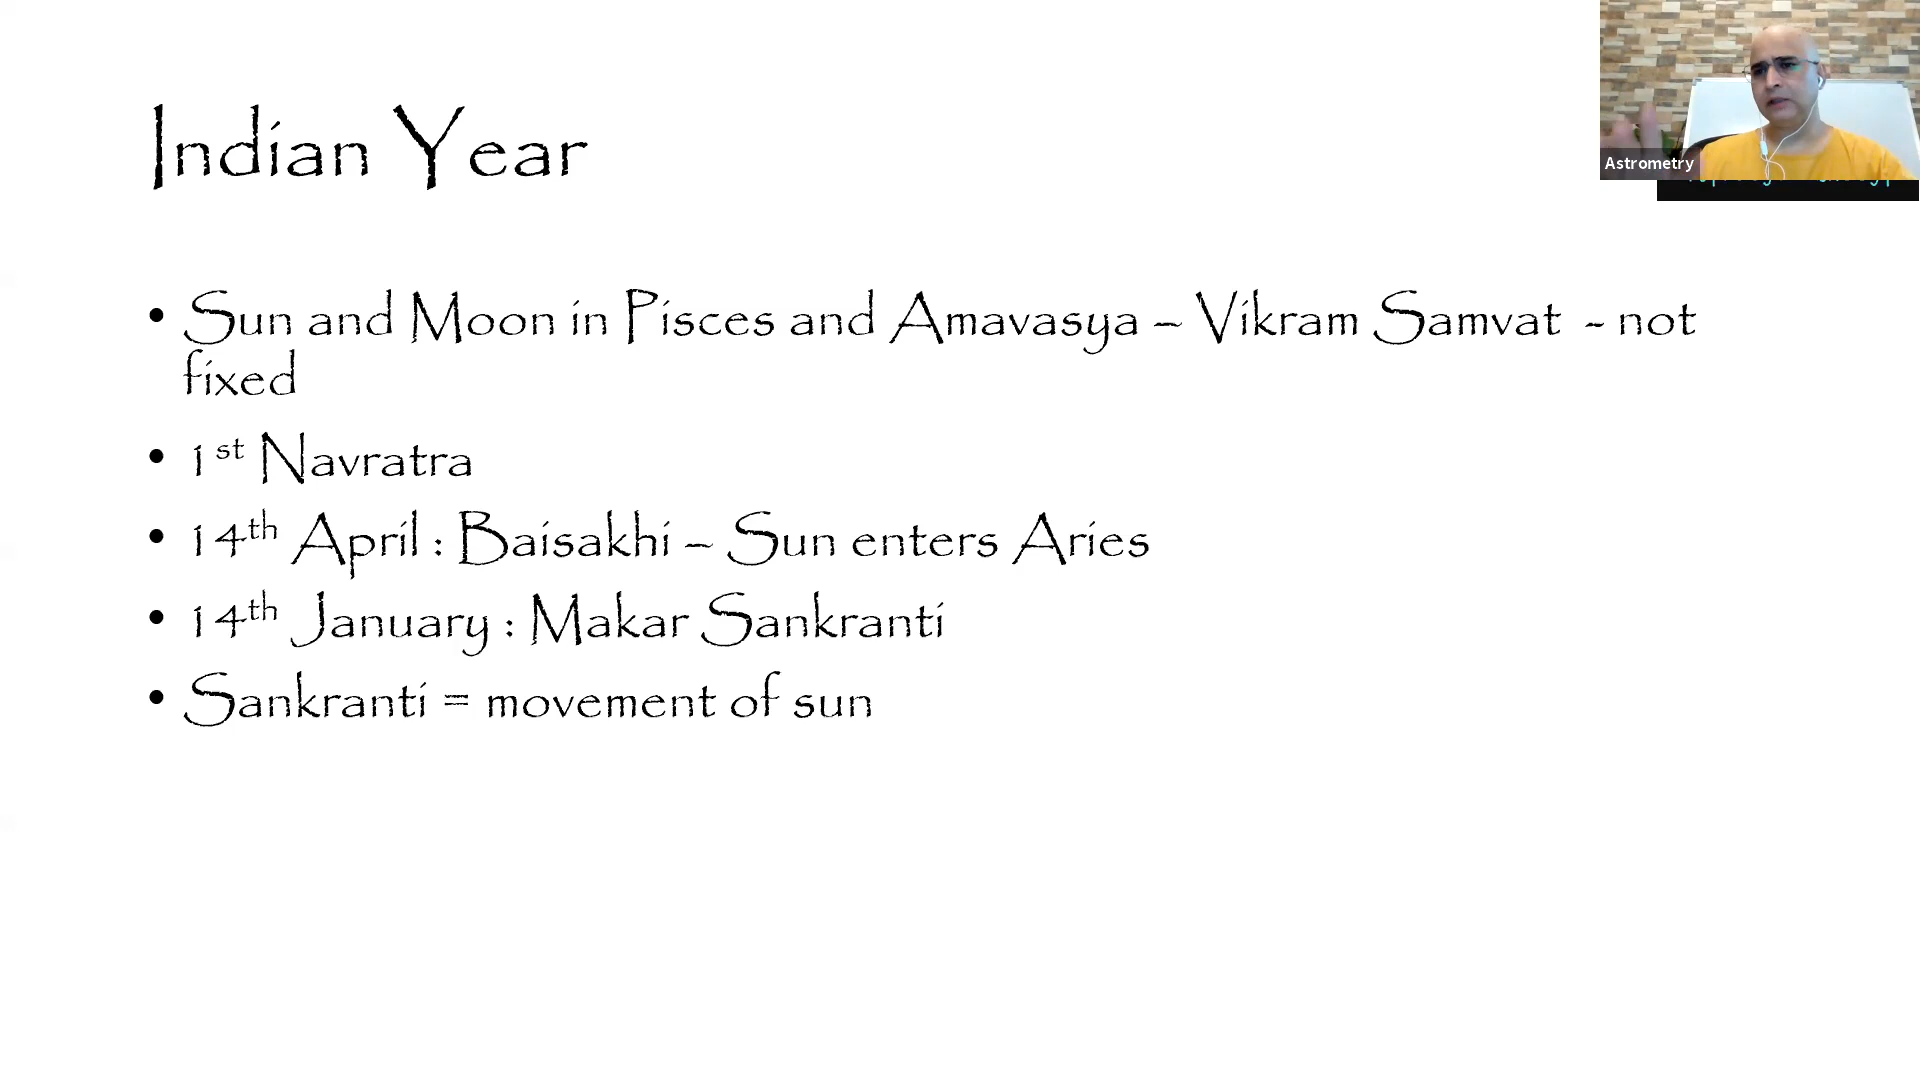 Indian Year
• Sun and Moon in Pisces and Amavasya – Vikram Samvat - not
fixed
• 1st Navratra
• 14th April : Baisakhi – Sun enters Aries
• 14th January : Makar Sankranti
• Sankranti = movement of sun
Astrometry